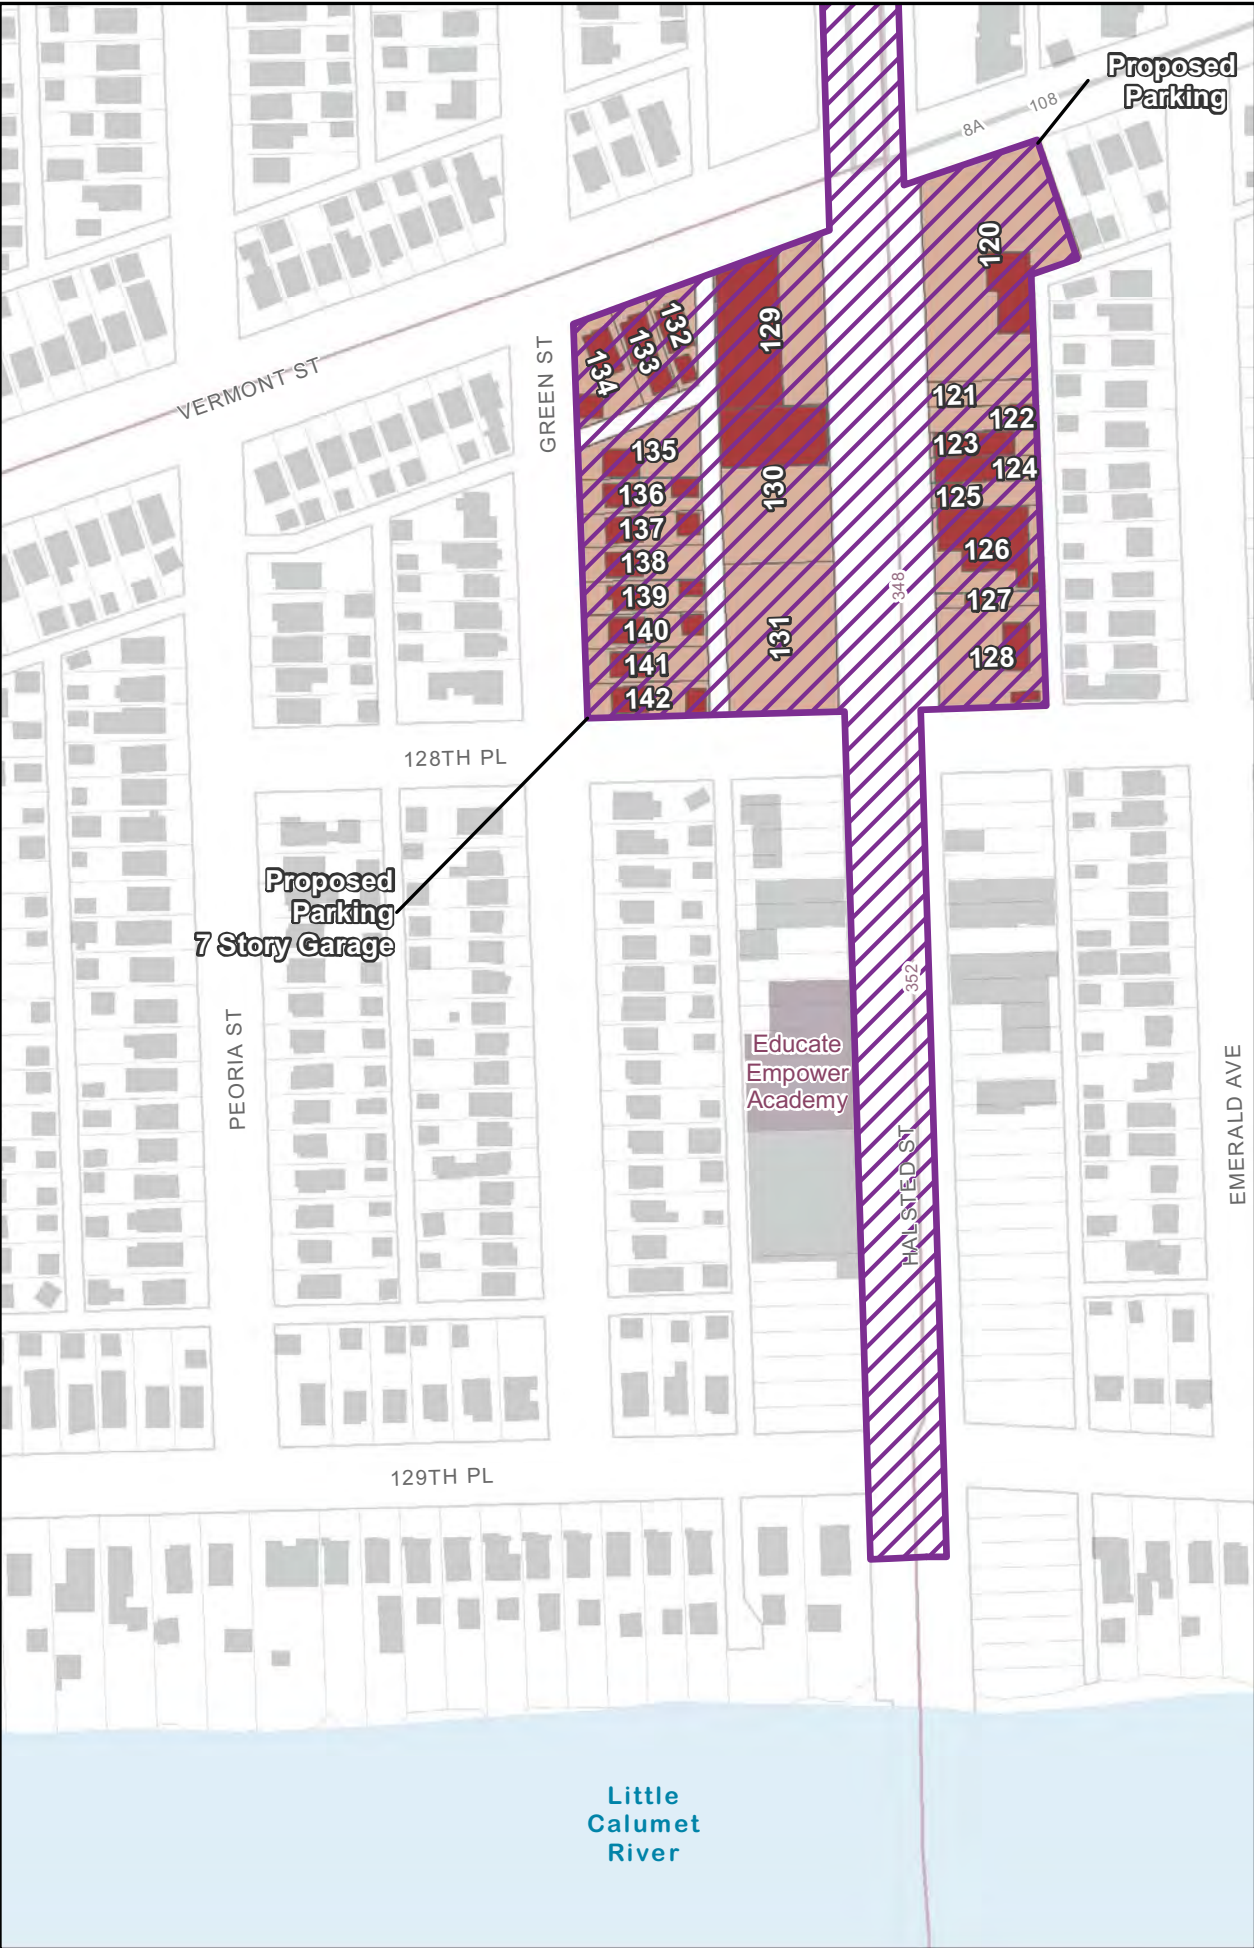 Proposed
Parking
108
8A
120
132
129
133
134
VERMONT ST
GREEN ST
121
122
123
135
124
136
130
125
137
126
138
348
139
127
140
131
141
128
142
128TH PL
Proposed
Parking
7 Story Garage
352
PEORIA ST
Educate
Empower
Academy
EMERALD AVE
HALSTED ST
129TH PL
Little
Calumet
River